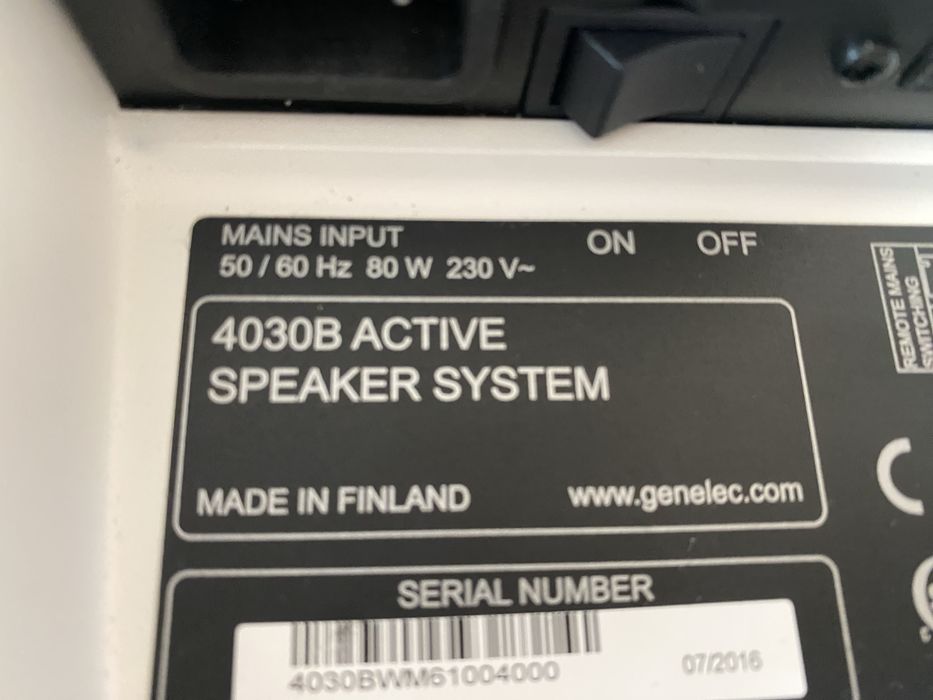 MAINS INPUT
50 / 60 Hz 80 W 230 V~
ON OFF
REMOTE MAINS
SWITCHING
4030B ACTIVE
SPEAKER SYSTEM
MADE IN FINLAND
www.genelec.com
SERIAL NUMBER
4030BWM61004000
07/2016